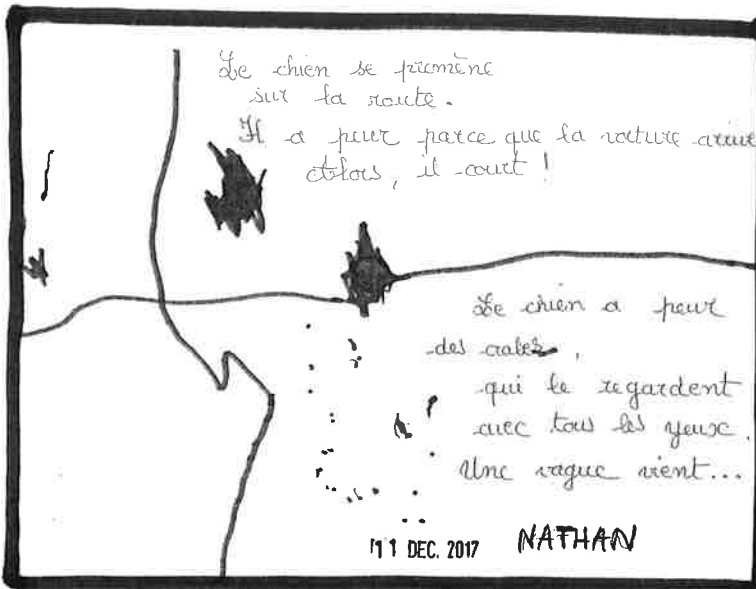 Le chien se promène
sur la route.
Il a peur parce que la voiture arrive
Alors, il court !
Le chien a peur
des crabes,
qui le regardent
avec tous les yeux.
Une vague vient...
11 DEC. 2017
NATHAN